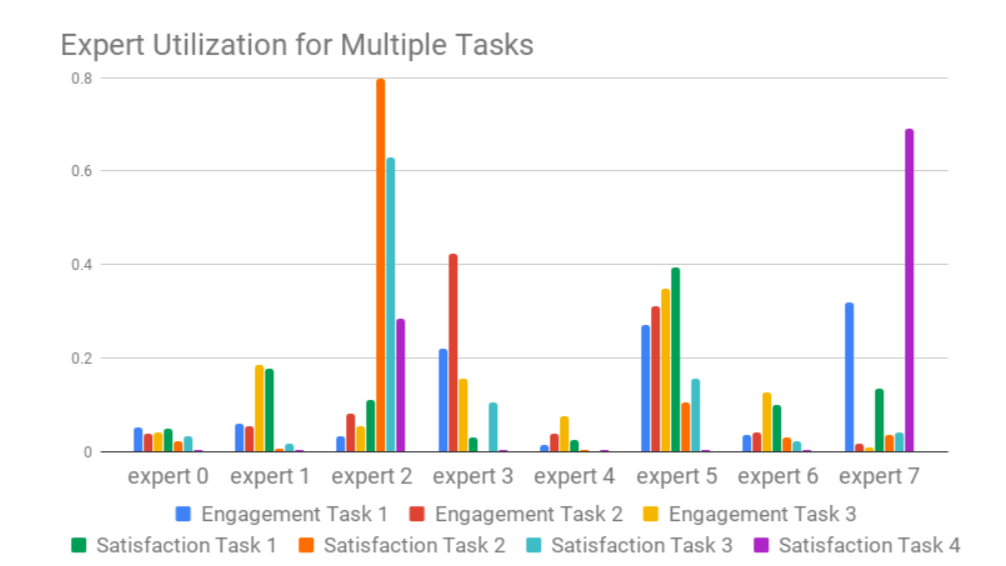 Expert Utilization for Multiple Tasks
0.8
0.6
0.4
0.2
0
expert 0 expert 1 expert 2 expert 3 expert 4 expert 5 expert 6 expert 7
Engagement Task 1 Engagement Task 2 Engagement Task 3
Satisfaction Task 1 Satisfaction Task 2 Satisfaction Task 3 Satisfaction Task 4